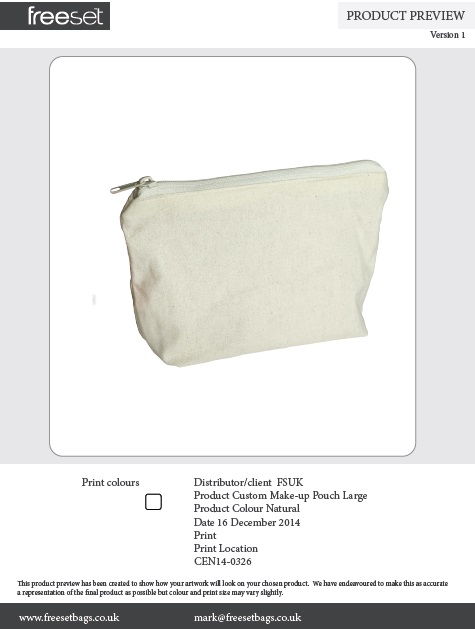 freeset
PRODUCT PREVIEW
Version 1
Print colours
Distributor/client FSUK
Product Custom Make-up Pouch Large
Product Colour Natural
Date 16 December 2014
Print
Print Location
CEN14-0326
This product preview has been created to show how your artwork will look on your chosen product. We have endeavoured to make this as accurate
a representation of the final product as possible but colour and print size may vary slightly.
www.freesetbags.co.uk
mark@freesetbags.co.uk